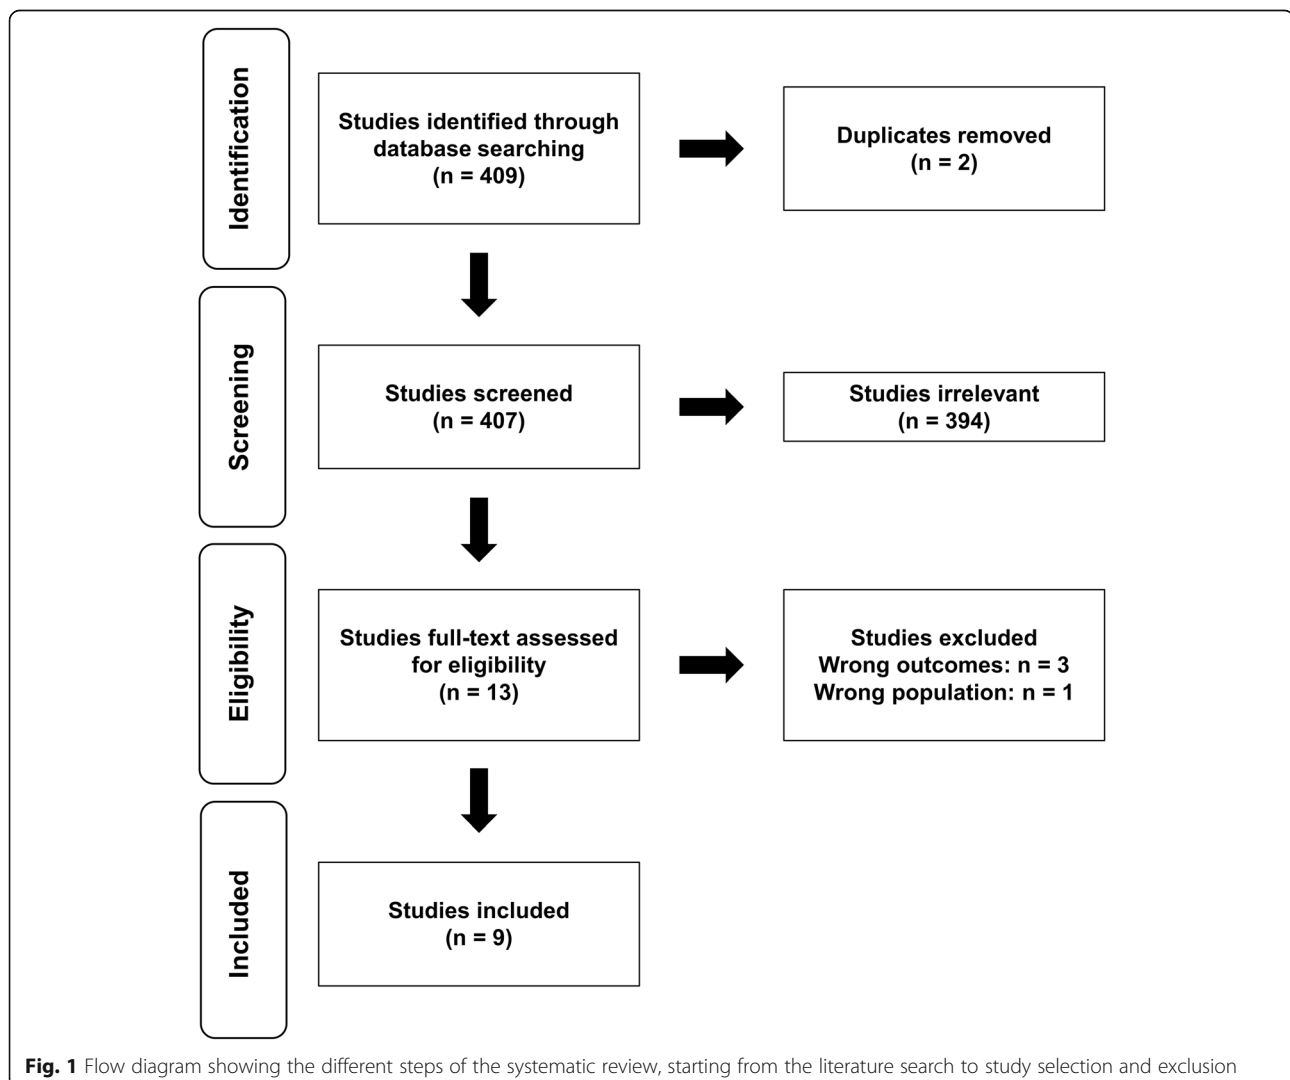 Identification
Studies identified through
database searching
(n = 409)
Duplicates removed
(n = 2)
Screening
Studies screened
(n = 407)
Studies irrelevant
(n = 394)
Eligibility
Studies full-text assessed
for eligibility
(n = 13)
Studies excluded
Wrong outcomes: n = 3
Wrong population: n = 1
Included
Studies included
(n = 9)
Fig. 1 Flow diagram showing the different steps of the systematic review, starting from the literature search to study selection and exclusion